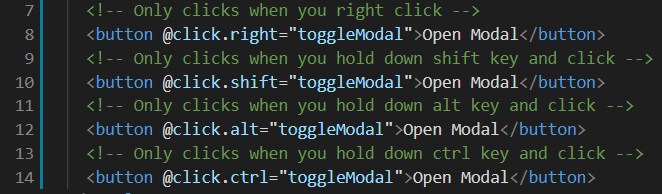 7 <!-- Only clicks when you right click -->
8 <button @click.right="toggleModal">Open Modal</button>
9 <!-- Only clicks when you hold down shift key and click -->
10 <button @click.shift="toggleModal">Open Modal</button>
11 <!-- Only clicks when you hold down alt key and click -->
12 <button @click.alt="toggleModal">Open Modal</button>
13 <!-- Only clicks when you hold down ctrl key and click -->
14 <button @click.ctrl="toggleModal">Open Modal</button>